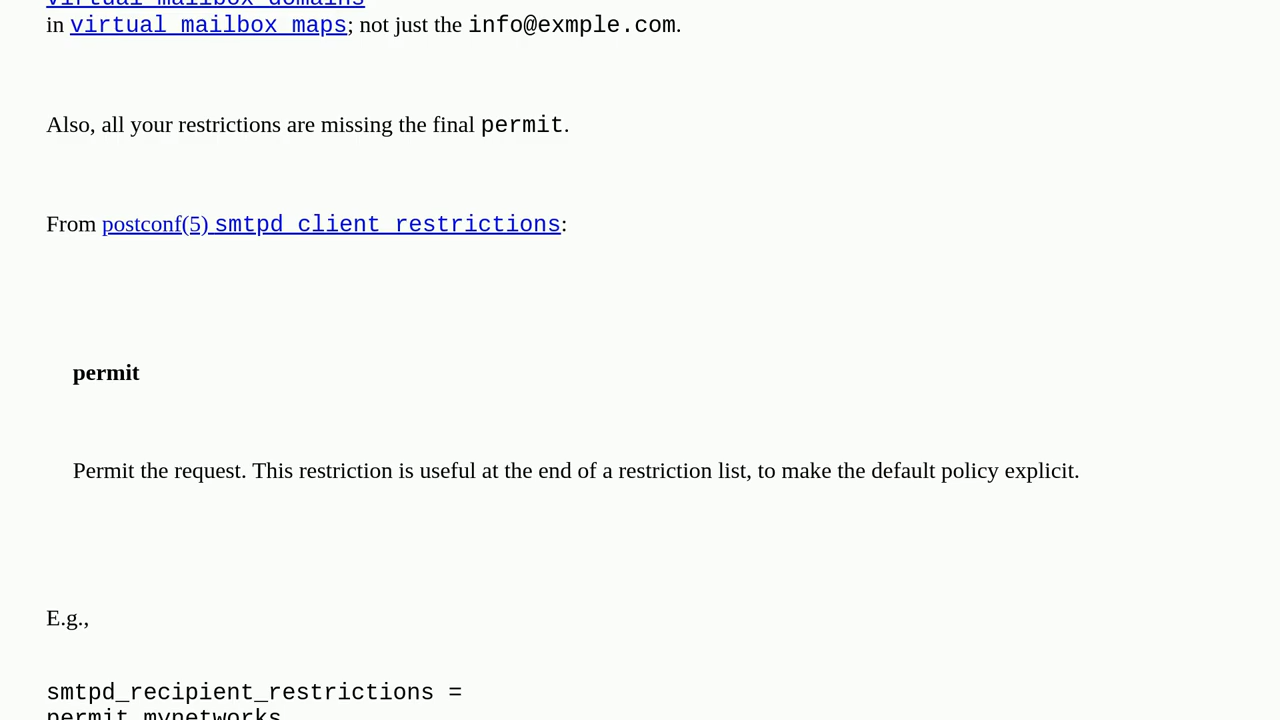 virtual_mailbox_domains
in virtual_mailbox_maps; not just the info@exmple.com.
Also, all your restrictions are missing the final permit.
From postconf(5) smtpd_client_restrictions:
permit
Permit the request. This restriction is useful at the end of a restriction list, to make the default policy explicit.
E.g.,
smtpd_recipient_restrictions =
permit_mynetworks